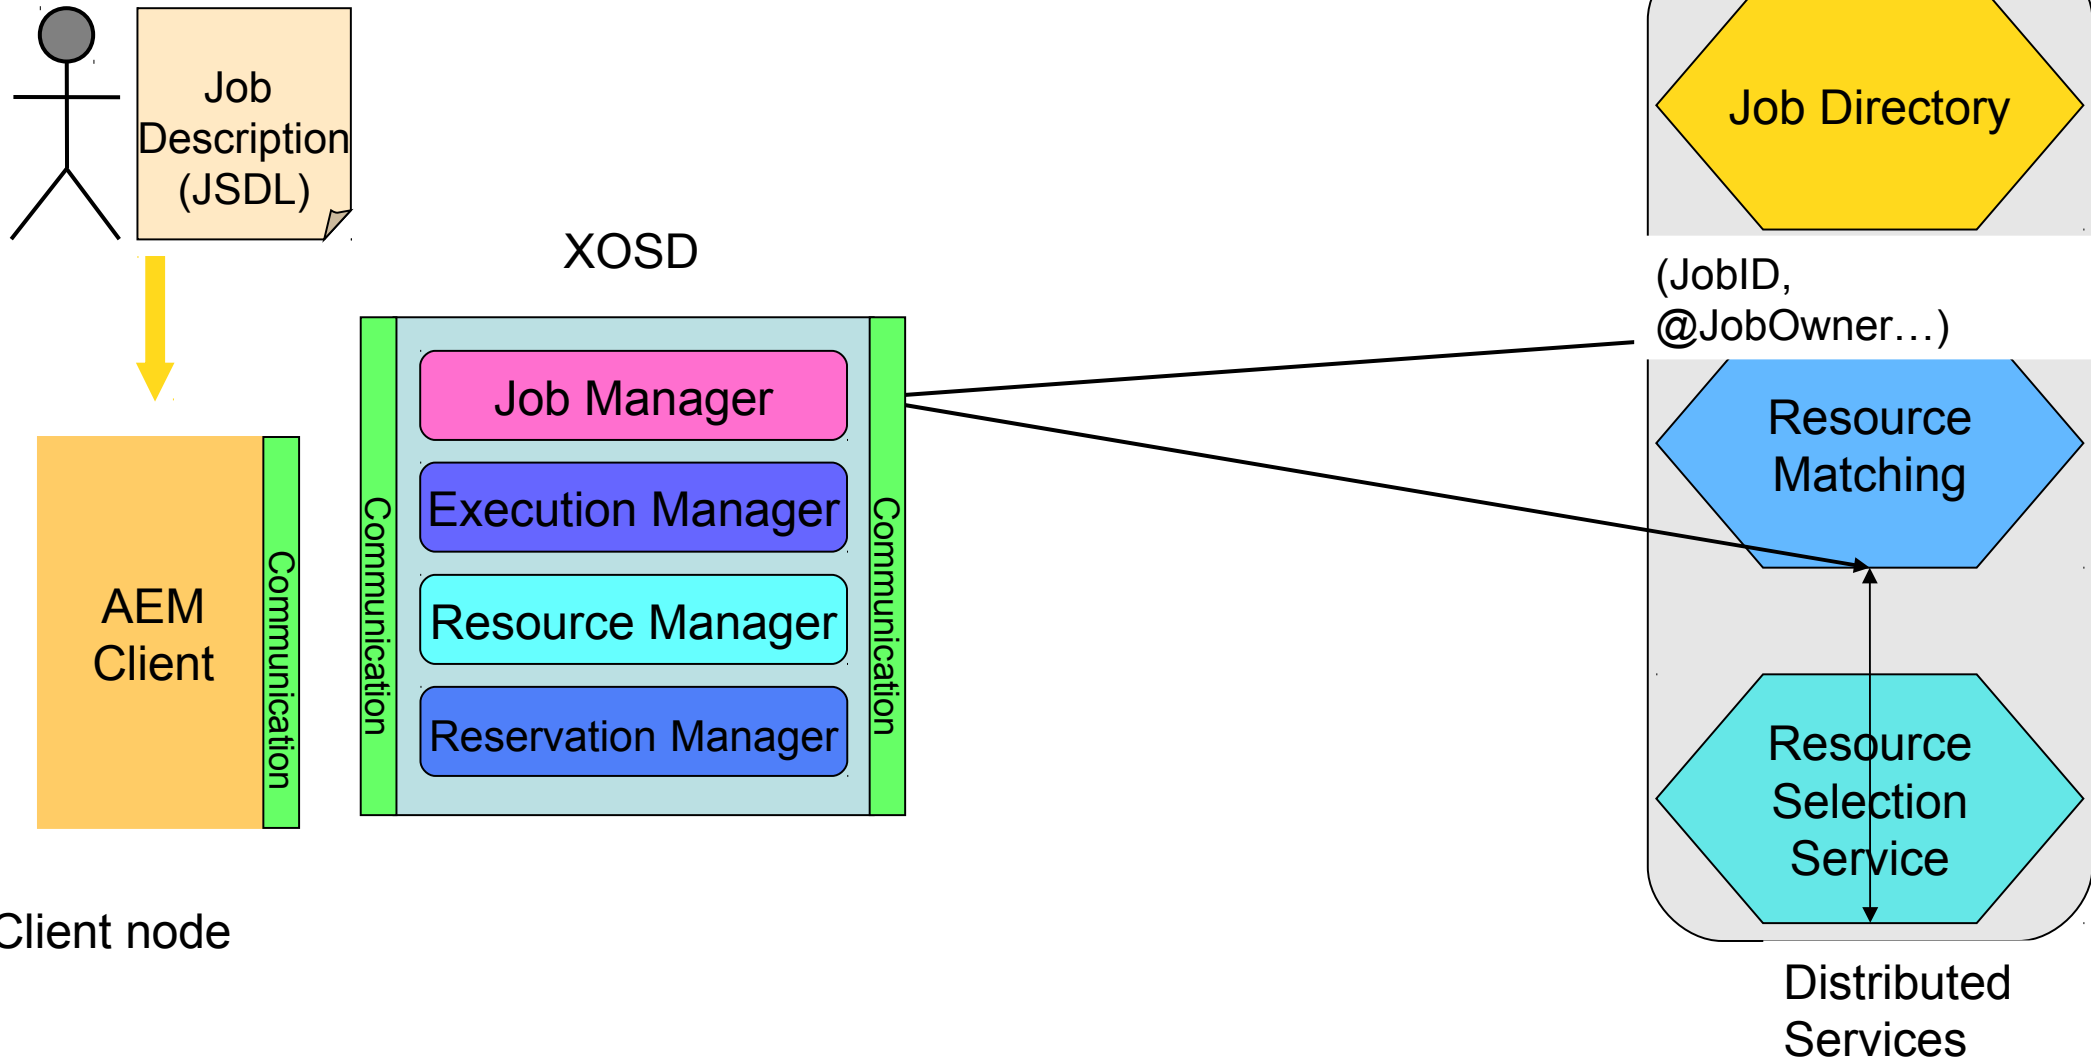 Job
Description
(JSDL)
XOSD
Job Manager
Execution Manager
Resource Manager
Reservation Manager
Communication
Communication
AEM
Client
Communication
Client node
Job Directory
(JobID,
@JobOwner…)
Resource
Matching
Resource
Selection
Service
Distributed
Services